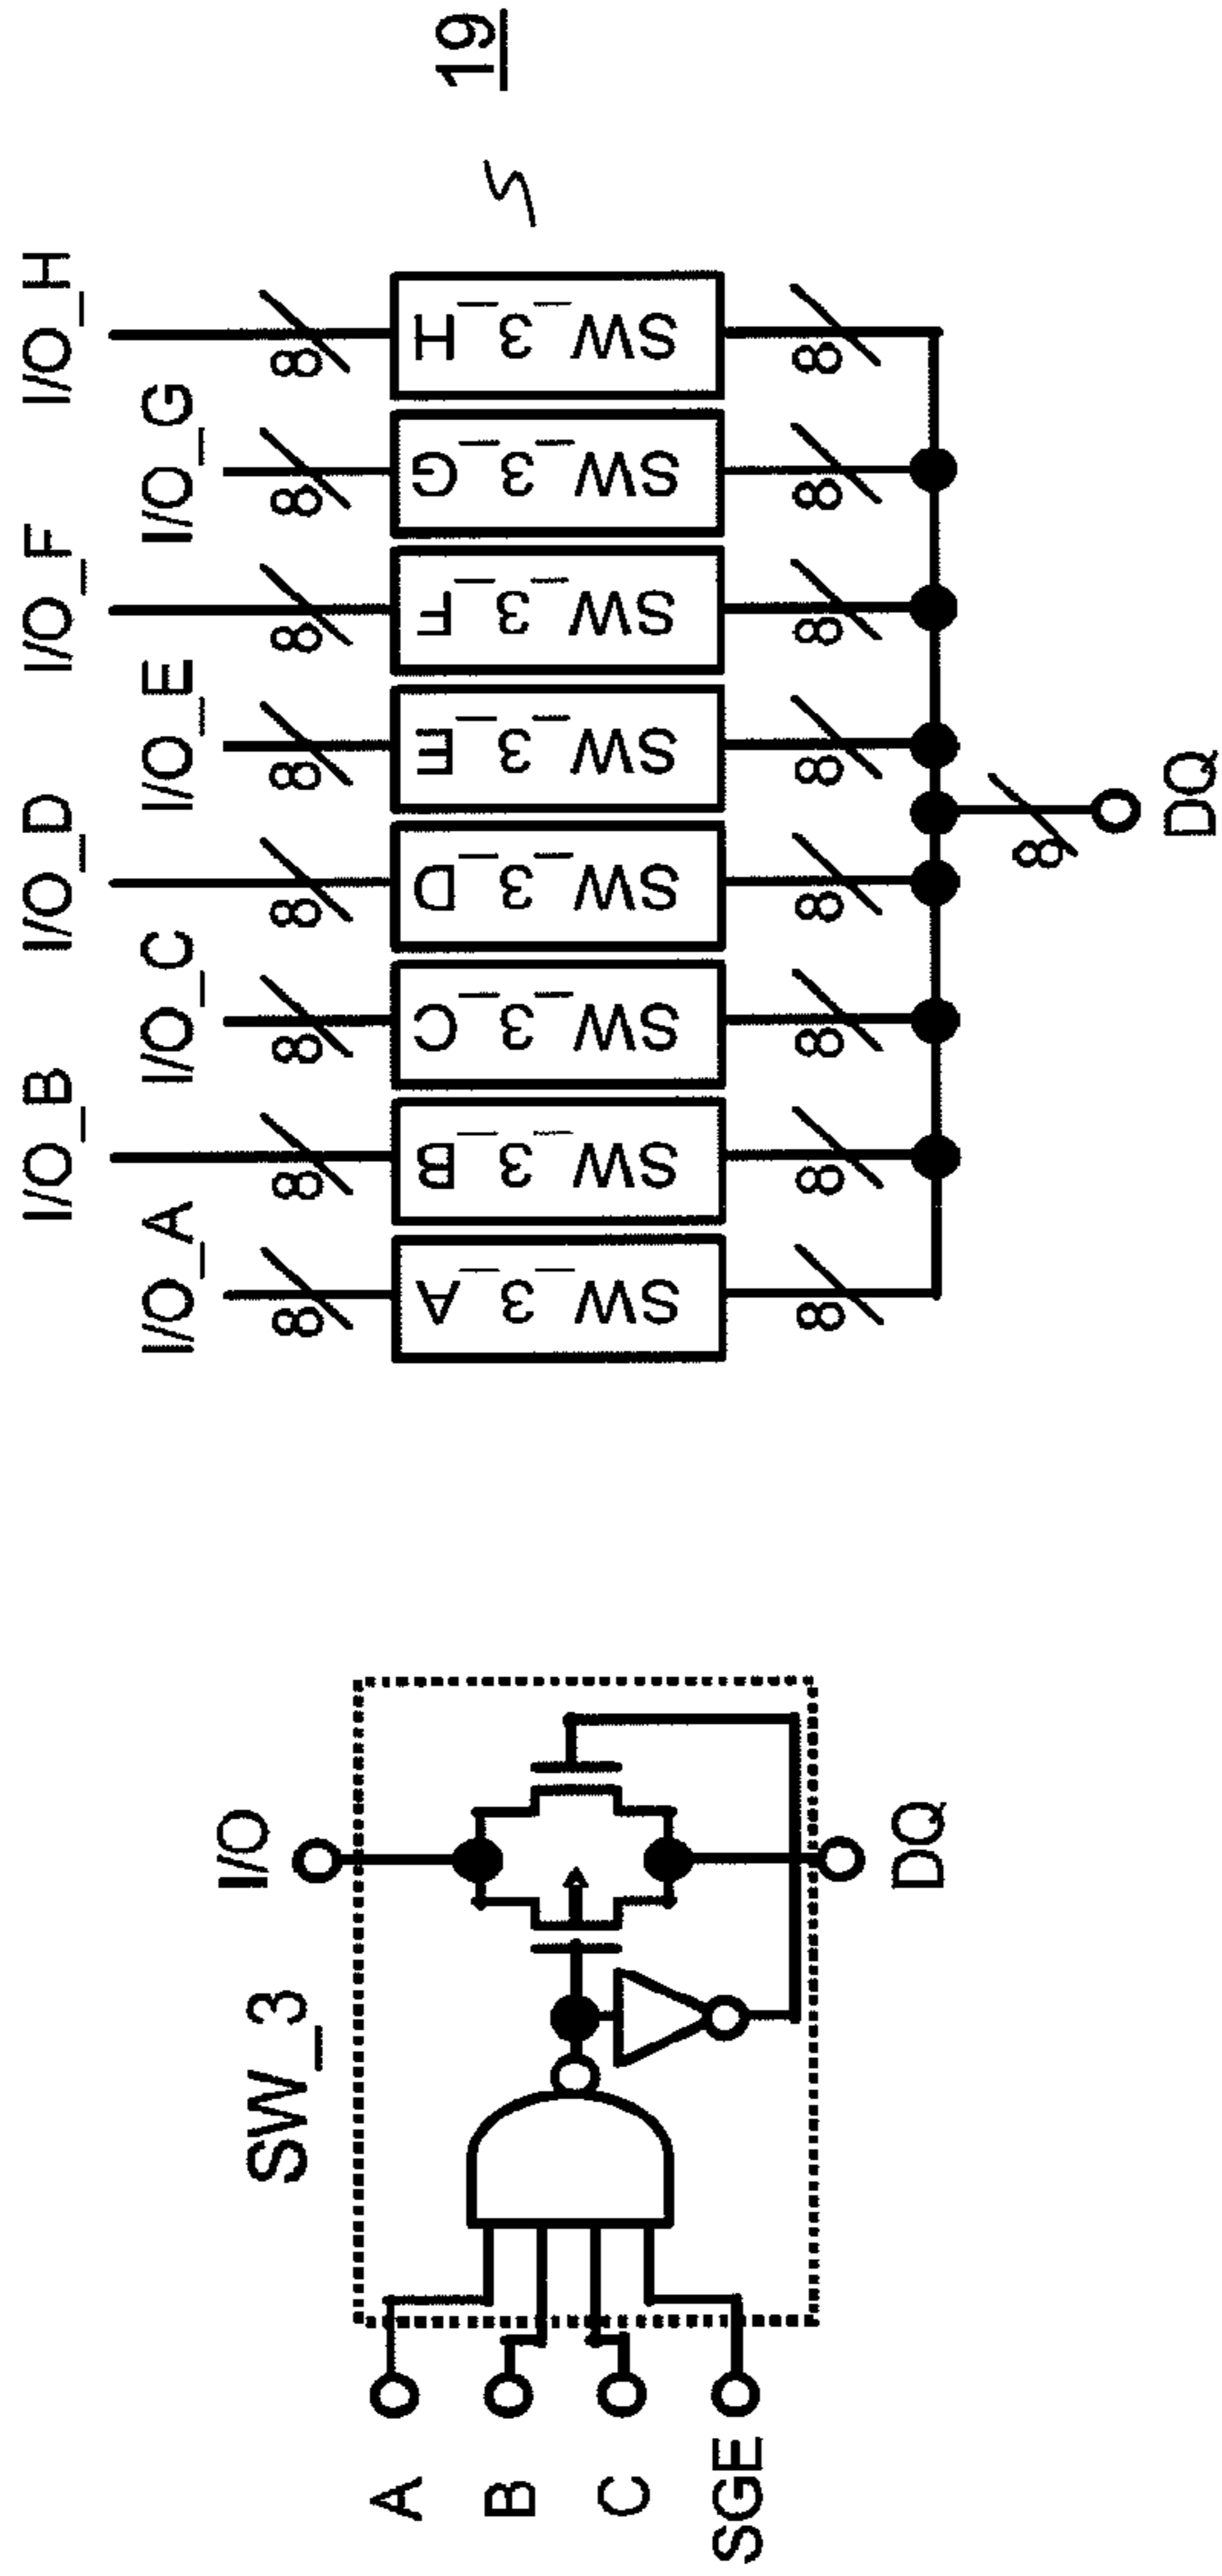 19
I/O_A
I/O_B
I/O_C
I/O_D
I/O_E
I/O_F
I/O_G
I/O_H
8
8
8
8
8
8
8
8
SW_3_A
SW_3_B
SW_3_C
SW_3_D
SW_3_E
SW_3_F
SW_3_G
SW_3_H
8
8
8
8
8
8
8
8
8
DQ
SW_3
I/O
A
B
C
SGE
DQ